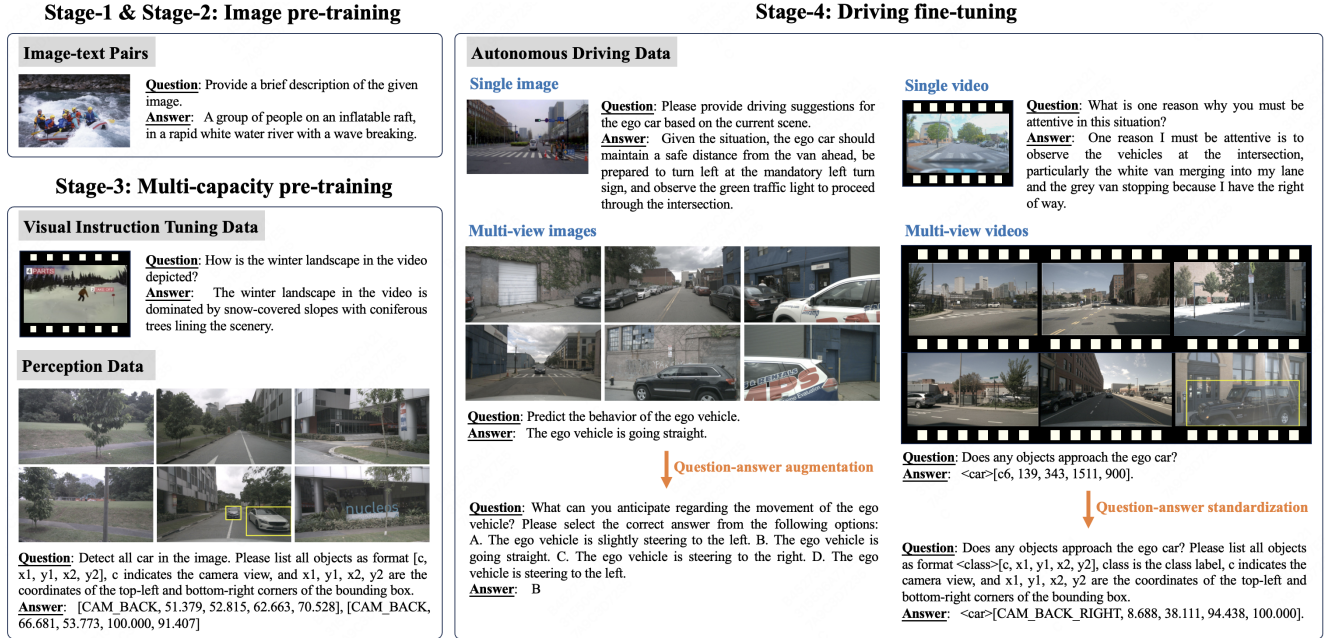 Stage-1 & Stage-2: Image pre-training
Image-text Pairs
Question: Provide a brief description of the given
image.
Answer: A group of people on an inflatable raft,
in a rapid white water river with a wave breaking.
Stage-3: Multi-capacity pre-training
Visual Instruction Tuning Data
Question: How is the winter landscape in the video
depicted?
Answer: The winter landscape in the video is
dominated by snow-covered slopes with coniferous
trees lining the scenery.
Perception Data
nucleos
Question: Detect all car in the image. Please list all objects as format [c,
x1, y1, x2, y2], c indicates the camera view, and x1, y1, x2, y2 are the
coordinates of the top-left and bottom-right corners of the bounding box.
Answer: [CAM_BACK, 51.379, 52.815, 62.663, 70.528], [CAM_BACK,
66.681, 53.773, 100.000, 91.407]
Stage-4: Driving fine-tuning
Autonomous Driving Data
Single image
Question: Please provide driving suggestions for
the ego car based on the current scene.
Answer: Given the situation, the ego car should
maintain a safe distance from the van ahead, be
prepared to turn left at the mandatory left turn
sign, and observe the green traffic light to proceed
through the intersection.
Multi-view images
Question: Predict the behavior of the ego vehicle.
Answer: The ego vehicle is going straight.
Question-answer augmentation
Question: What can you anticipate regarding the movement of the ego
vehicle? Please select the correct answer from the following options:
A. The ego vehicle is slightly steering to the left. B. The ego vehicle is
going straight. C. The ego vehicle is steering to the right. D. The ego
vehicle is steering to the left.
Answer: B
Single video
Question: What is one reason why you must be
attentive in this situation?
Answer: One reason I must be attentive is to
observe the vehicles at the intersection,
particularly the white van merging into my lane
and the grey van stopping because I have the right
of way.
Multi-view videos
Question: Does any objects approach the ego car?
Answer: <car>[c6, 139, 343, 1511, 900].
Question-answer standardization
Question: Does any objects approach the ego car? Please list all objects
as format <class>[c, x1, y1, x2, y2], class is the class label, c indicates the
camera view, and x1, y1, x2, y2 are the coordinates of the top-left and
bottom-right corners of the bounding box.
Answer: <car>[CAM_BACK_RIGHT, 8.688, 38.111, 94.438, 100.000].